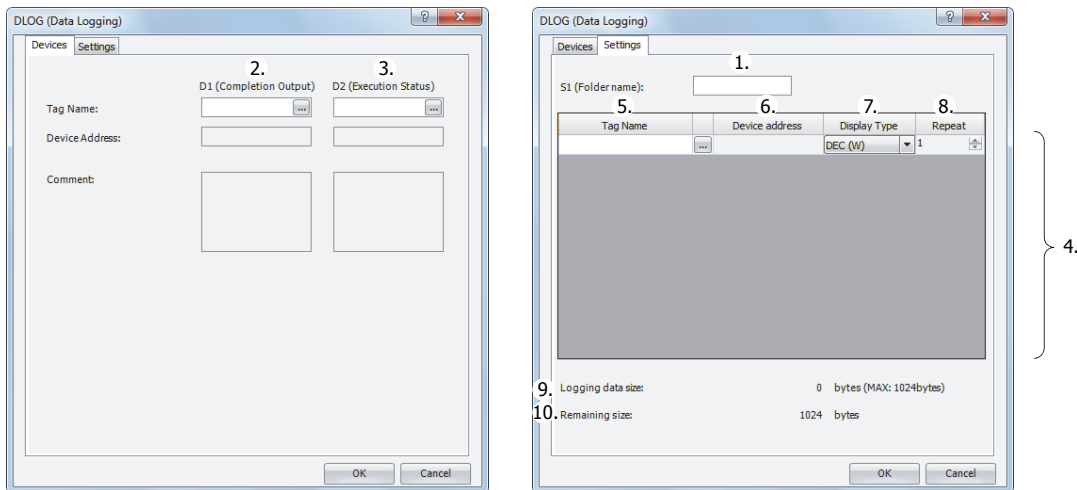 DLOG (Data Logging)
Devices Settings
2. 3.
D1 (Completion Output) D2 (Execution Status)
Tag Name: ... ...
Device Address:
Comment:
OK Cancel
DLOG (Data Logging)
Devices Settings
1.
S1 (Folder name):
5. 6. 7. 8.
Tag Name Device address Display Type Repeat
... DEC (W) 1
4.
9. Logging data size: 0 bytes (MAX: 1024bytes)
10. Remaining size: 1024 bytes
OK Cancel